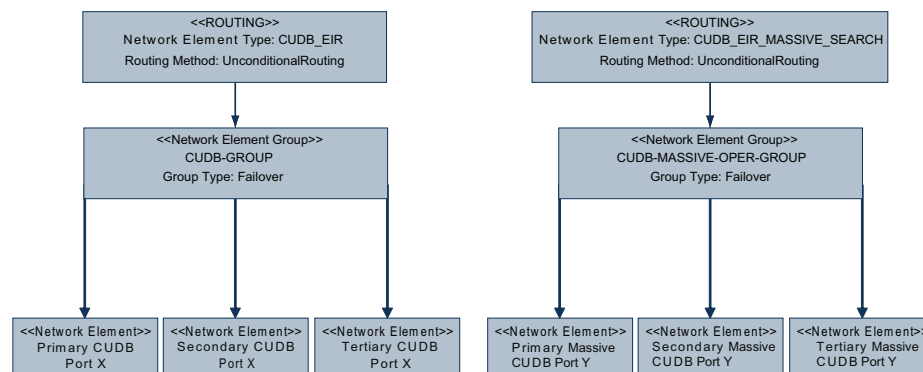 <<ROUTING>>
Network Element Type: CUDB_EIR
Routing Method: UnconditionalRouting
<<Network Element Group>>
CUDB-GROUP
Group Type: Failover
<<Network Element>>
Primary CUDB
Port X
<<Network Element>>
Secondary CUDB
Port X
<<Network Element>>
Tertiary CUDB
Port X
<<ROUTING>>
Network Element Type: CUDB_EIR_MASSIVE_SEARCH
Routing Method: UnconditionalRouting
<<Network Element Group>>
CUDB-MASSIVE-OPER-GROUP
Group Type: Failover
<<Network Element>>
Primary Massive
CUDB Port Y
<<Network Element>>
Secondary Massive
CUDB Port Y
<<Network Element>>
Tertiary Massive
CUDB Port Y